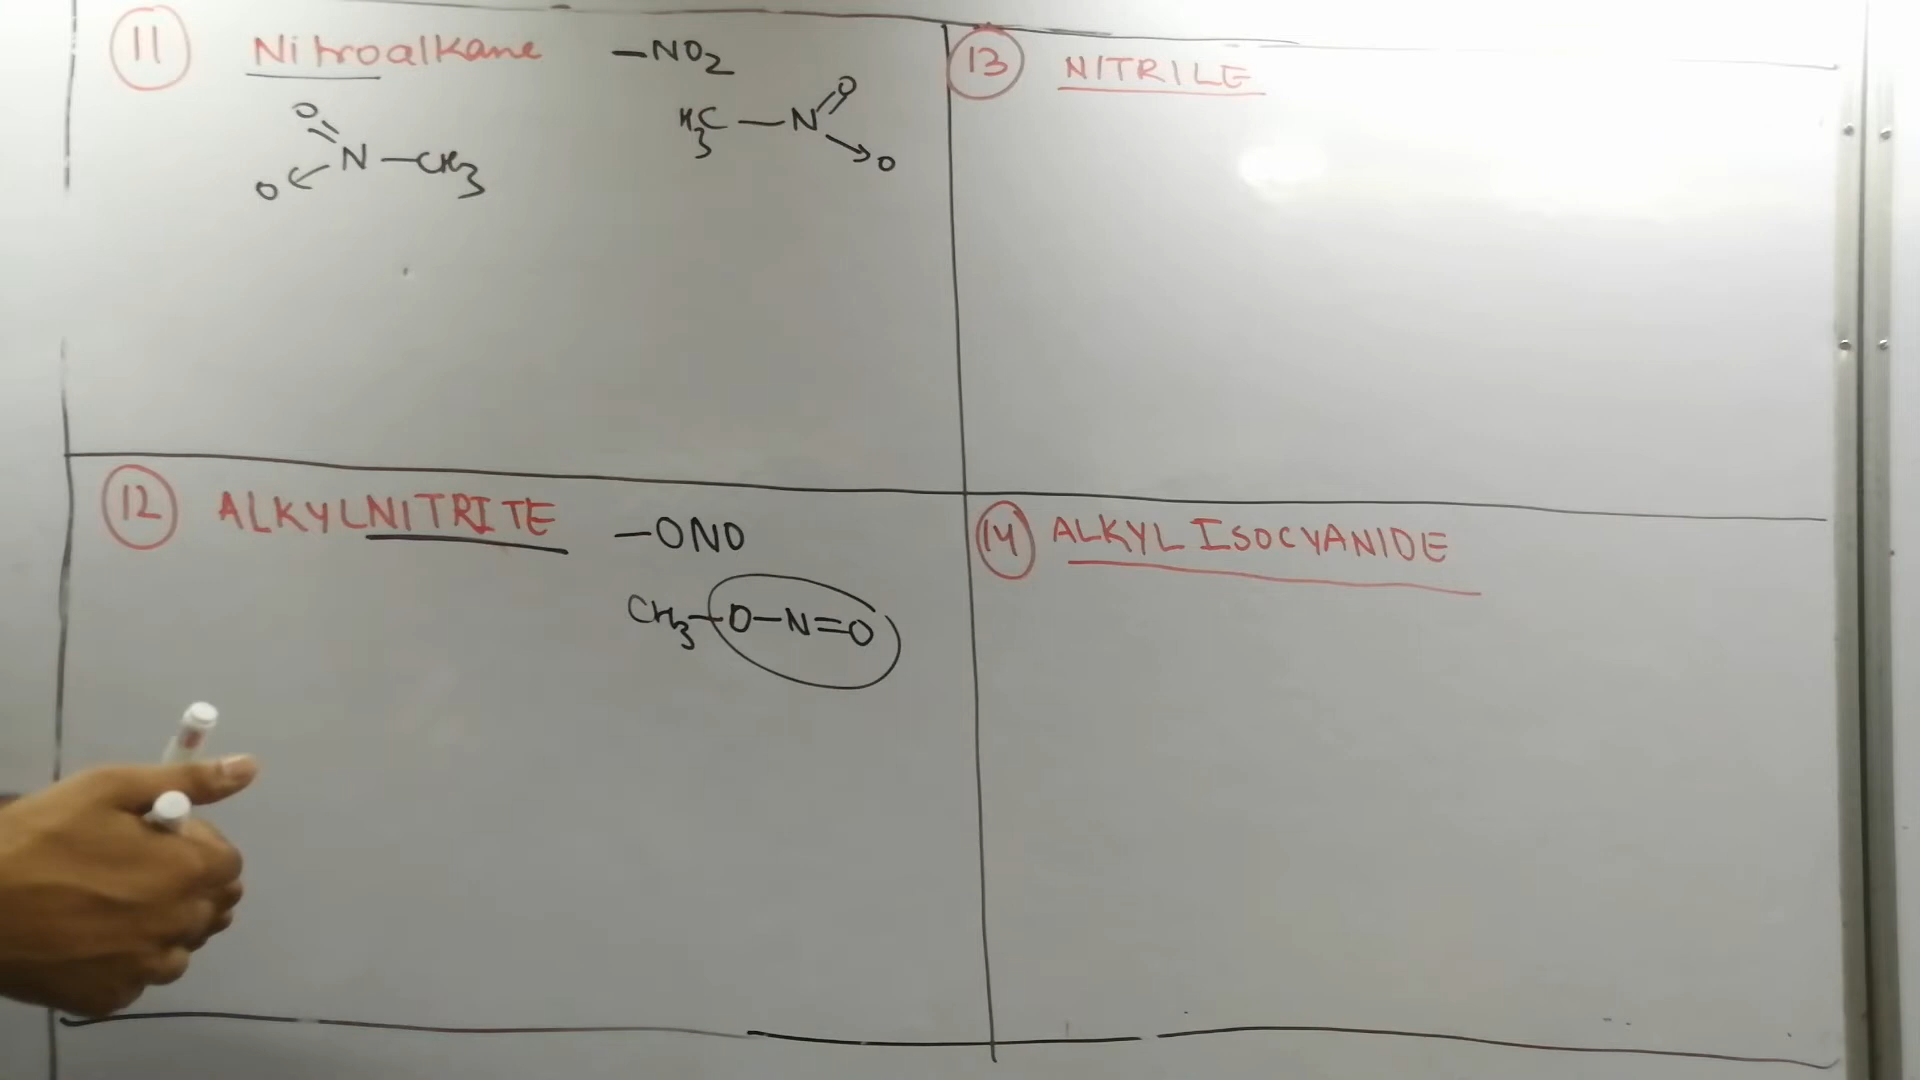 11 Nitroalkane –NO2
O=N–CH3 →O
H3C–N=O →O
12 ALKYLNITRITE –ONO
CH3–O–N=O
13 NITRILE
14 ALKYL ISOCYANIDE